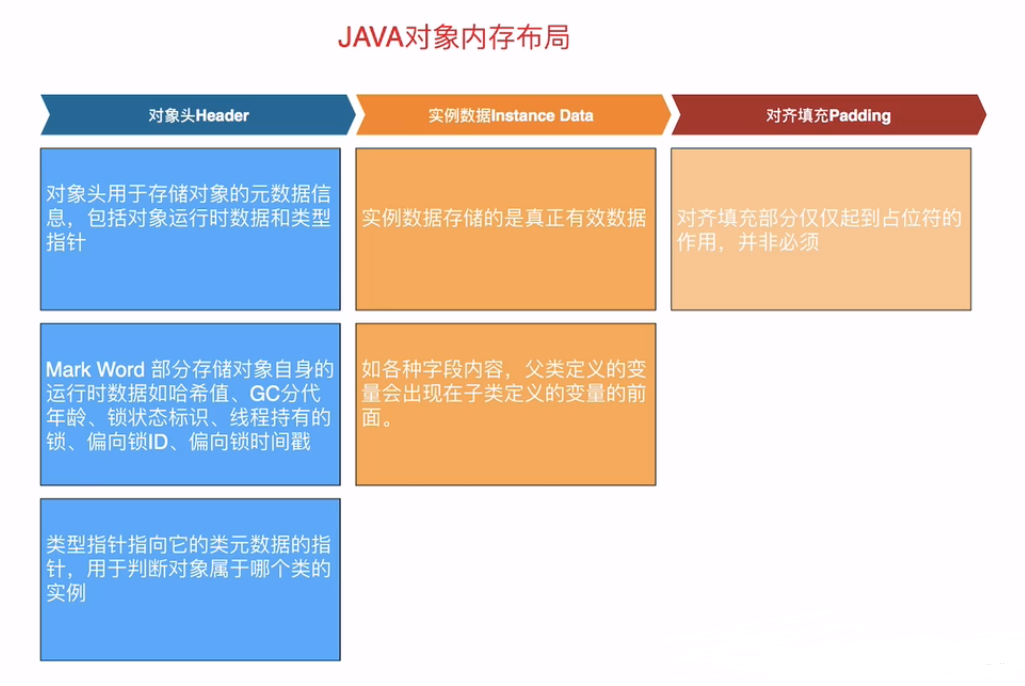 JAVA对象内存布局
对象头Header
实例数据Instance Data
对齐填充Padding
对象头用于存储对象的元数据信
息，包括对象运行时数据和类型
指针
实例数据存储的是真正有效数据
对齐填充部分仅仅起到占位符的
作用，并非必须
Mark Word 部分存储对象自身的
运行时数据如哈希值、GC分代
年龄、锁状态标识、线程持有的
锁、偏向锁ID、偏向锁时间戳
如各种字段内容，父类定义的变
量会出现在子类定义的变量的前
面。
类型指针指向它的类元数据的指
针，用于判断对象属于哪个类的
实例